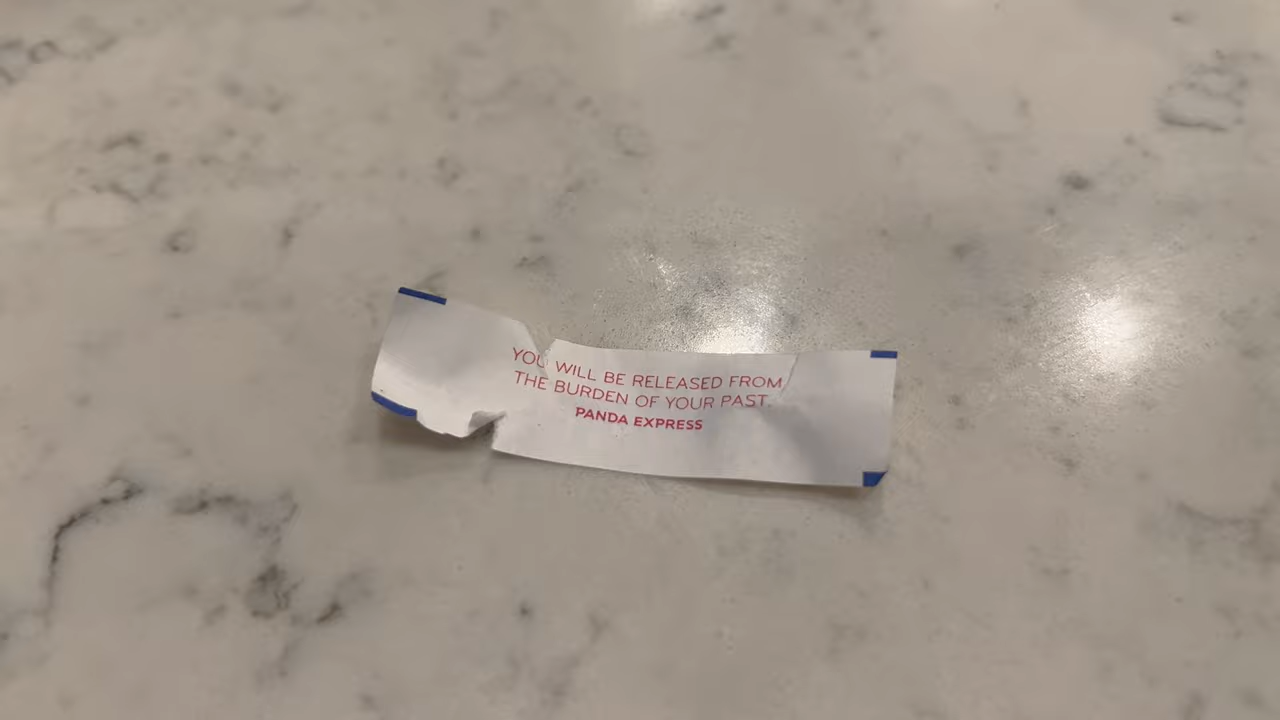 YOU WILL BE RELEASED FROM
THE BURDEN OF YOUR PAST.
PANDA EXPRESS